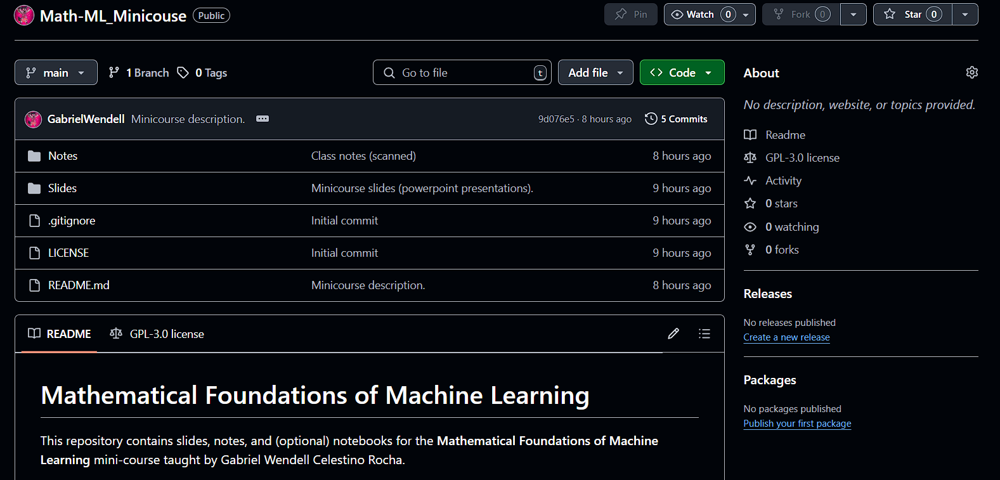 Math-ML_Minicouse Public Pin Watch 0 Fork 0 Star 0
main 1 Branch 0 Tags Go to file t Add file Code
GabrielWendell Minicourse description. 9d076e5 · 8 hours ago 5 Commits
Notes Class notes (scanned) 8 hours ago
Slides Minicourse slides (powerpoint presentations). 9 hours ago
.gitignore Initial commit 9 hours ago
LICENSE Initial commit 9 hours ago
README.md Minicourse description. 8 hours ago
README GPL-3.0 license
Mathematical Foundations of Machine Learning
This repository contains slides, notes, and (optional) notebooks for the Mathematical Foundations of Machine
Learning mini-course taught by Gabriel Wendell Celestino Rocha.
About
No description, website, or topics provided.
Readme
GPL-3.0 license
Activity
0 stars
0 watching
0 forks
Releases
No releases published
Create a new release
Packages
No packages published
Publish your first package